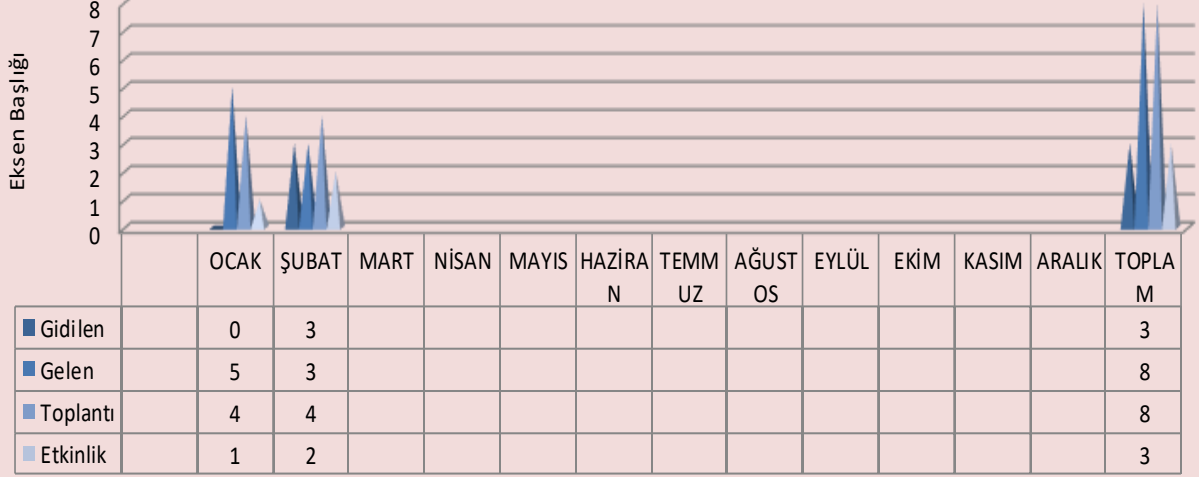 8
7
6
5
4
3
2
1
0
Eksen Başlığı
OCAK ŞUBAT MART NİSAN MAYIS HAZİRA TEMM AĞUST EYLÜL EKİM KASIM ARALIK TOPLA
N UZ OS M
Gidilen 0 3 3
Gelen 5 3 8
Toplantı 4 4 8
Etkinlik 1 2 3